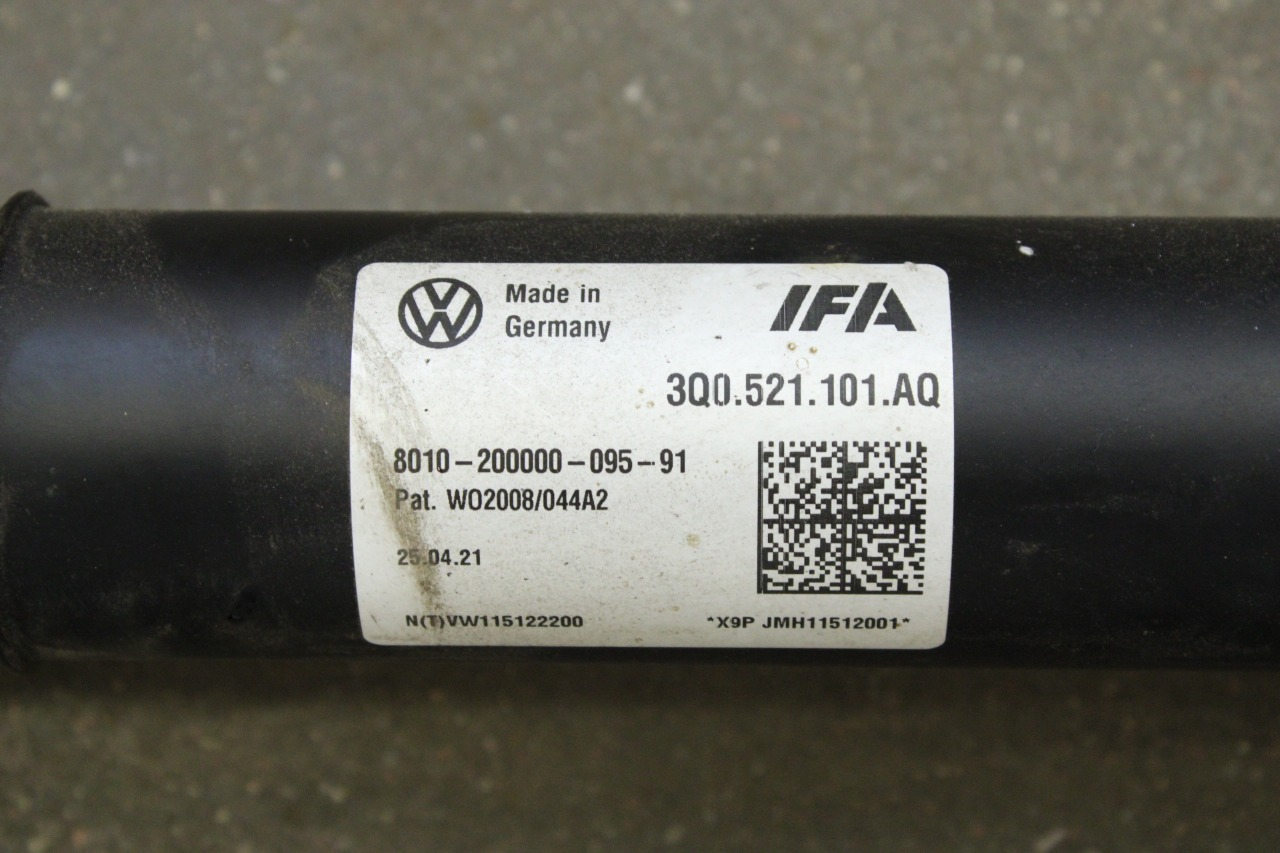 VW
Made in
Germany
IFA
3Q0.521.101.AQ
8010-200000-095-91
Pat. WO2008/044A2
25.04.21
N(T)VW115122200
*X9P JMH11512001*